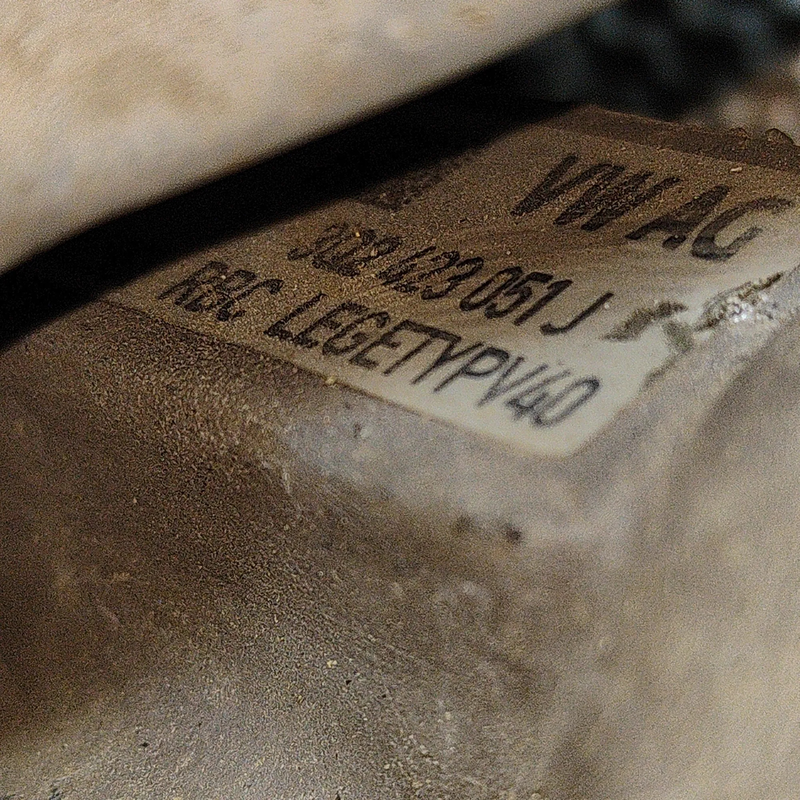 VW AG
3Q2 423 051 J
RBC LEGETYPV40